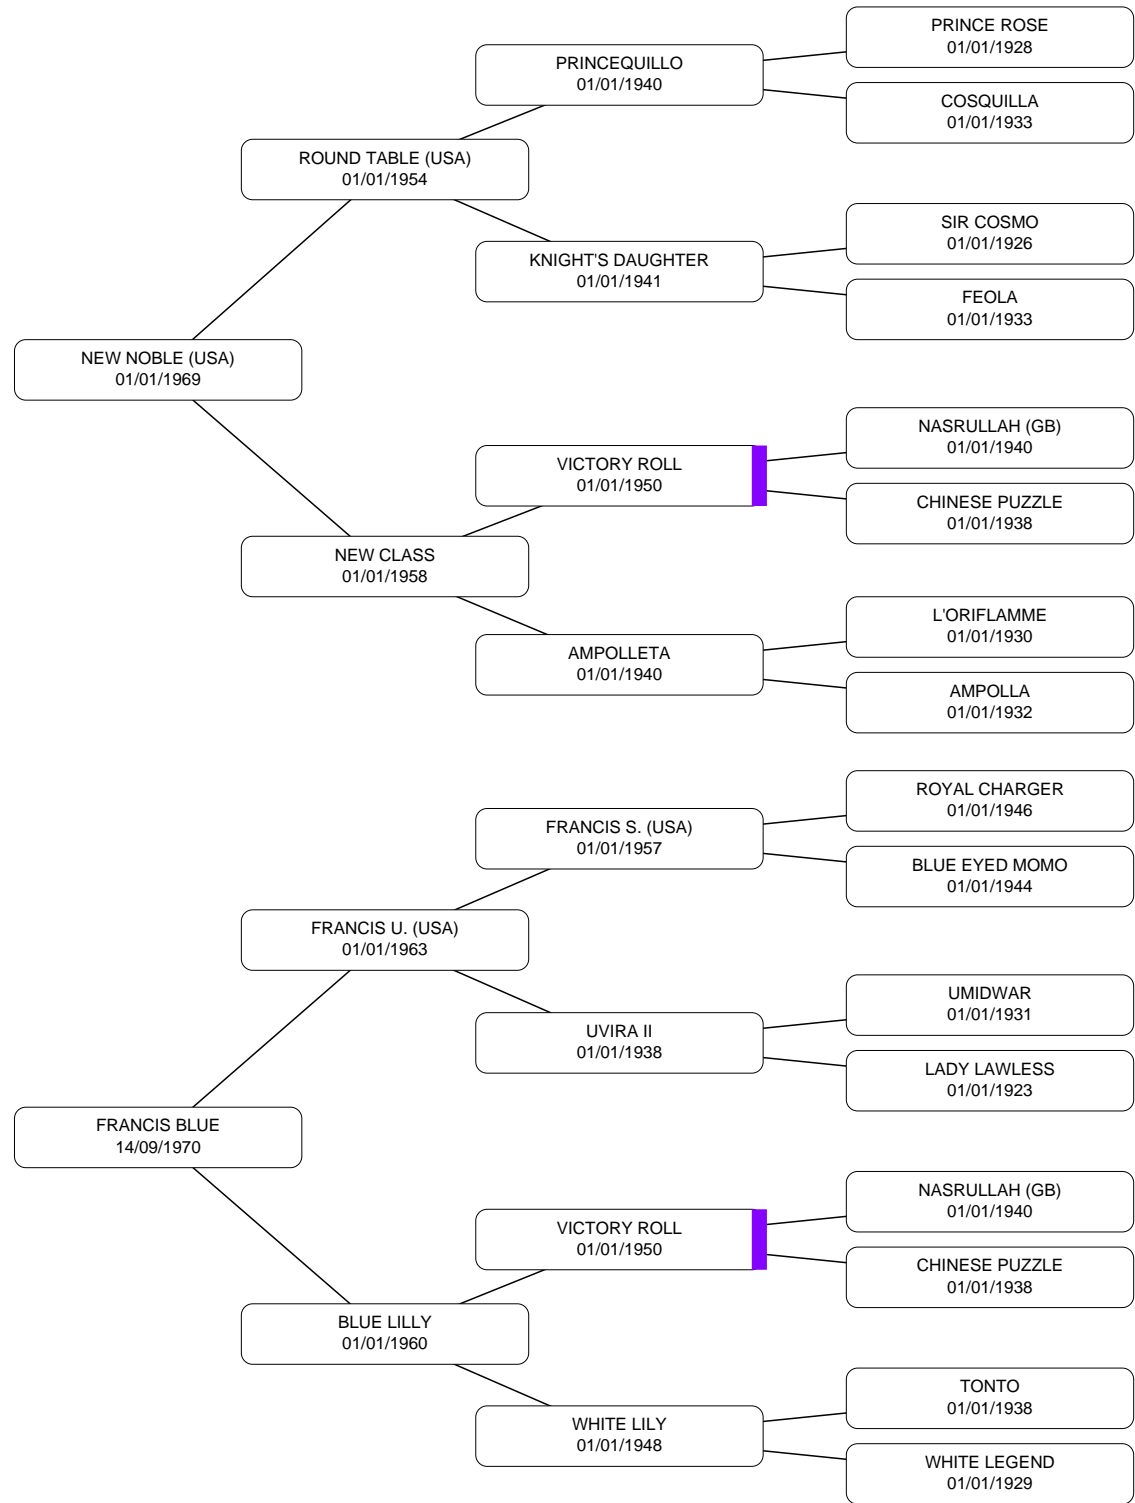 PRINCE ROSE
01/01/1928
PRINCEQUILLO
01/01/1940
COSQUILLA
01/01/1933
ROUND TABLE (USA)
01/01/1954
SIR COSMO
01/01/1926
KNIGHT'S DAUGHTER
01/01/1941
FEOLA
01/01/1933
NEW NOBLE (USA)
01/01/1969
NASRULLAH (GB)
01/01/1940
VICTORY ROLL
01/01/1950
CHINESE PUZZLE
01/01/1938
NEW CLASS
01/01/1958
L'ORIFLAMME
01/01/1930
AMPOLLETA
01/01/1940
AMPOLLA
01/01/1932
ROYAL CHARGER
01/01/1946
FRANCIS S. (USA)
01/01/1957
BLUE EYED MOMO
01/01/1944
FRANCIS U. (USA)
01/01/1963
UMIDWAR
01/01/1931
UVIRA II
01/01/1938
LADY LAWLESS
01/01/1923
FRANCIS BLUE
14/09/1970
NASRULLAH (GB)
01/01/1940
VICTORY ROLL
01/01/1950
CHINESE PUZZLE
01/01/1938
BLUE LILLY
01/01/1960
TONTO
01/01/1938
WHITE LILY
01/01/1948
WHITE LEGEND
01/01/1929